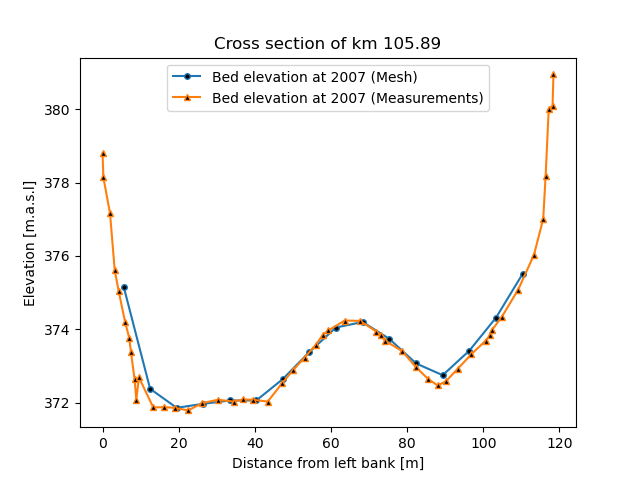 Cross section of km 105.89
Bed elevation at 2007 (Mesh)
Bed elevation at 2007 (Measurements)
Elevation [m.a.s.l]
380
378
376
374
372
0 20 40 60 80 100 120
Distance from left bank [m]